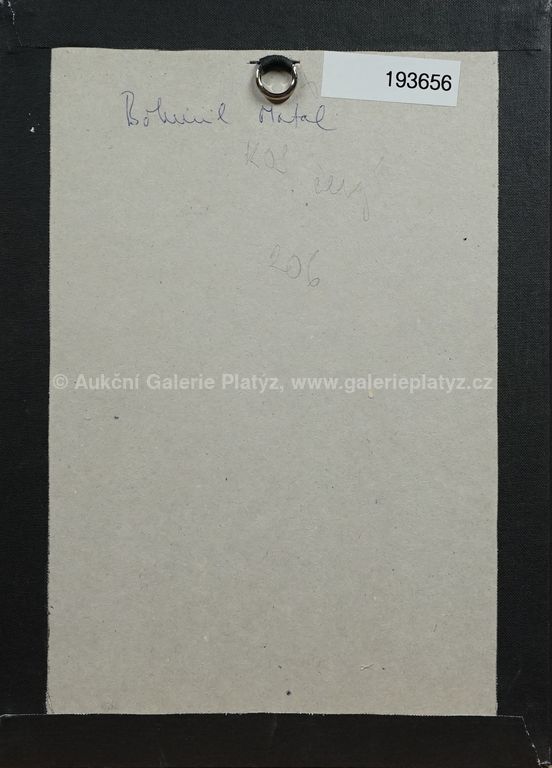 193656
Bohumil Matal
206
© Aukční Galerie Platýz, www.galerieplatyz.cz